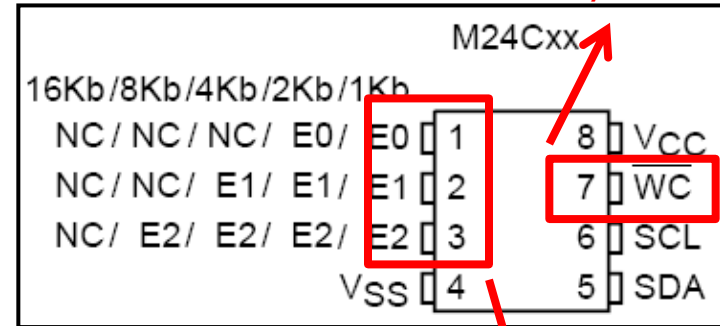 M24Cxx
16Kb/8Kb/4Kb/2Kb/1Kb
NC/NC/NC/ E0/ E0 1 8 VCC
NC/NC/ E1/ E1/ E1 2 7 W̅C̅
NC/ E2/ E2/ E2/ E2 3 6 SCL
VSS 4 5 SDA